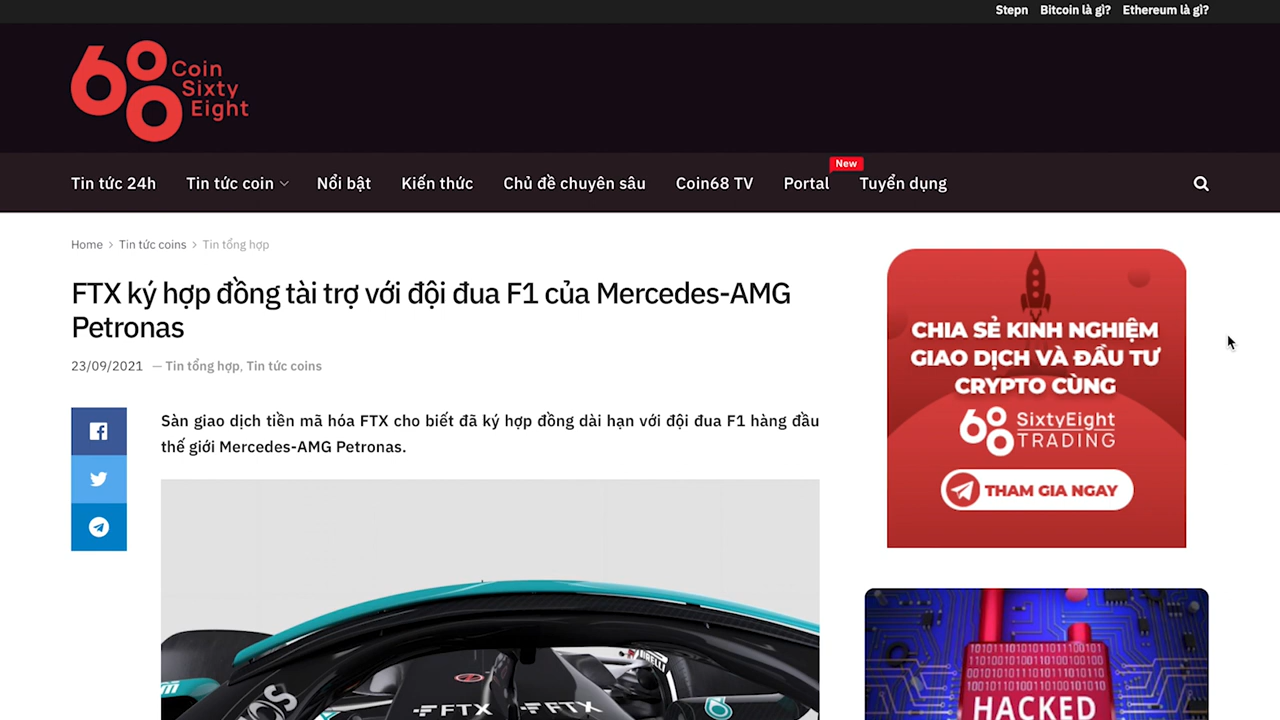 Stepn Bitcoin là gì? Ethereum là gì?
68 Coin
Sixty
Eight
New
Tin tức 24h Tin tức coin Nổi bật Kiến thức Chủ đề chuyên sâu Coin68 TV Portal Tuyển dụng
Home > Tin tức coins > Tin tổng hợp
FTX ký hợp đồng tài trợ với đội đua F1 của Mercedes-AMG
Petronas
23/09/2021 — Tin tổng hợp, Tin tức coins
Sàn giao dịch tiền mã hóa FTX cho biết đã ký hợp đồng dài hạn với đội đua F1 hàng đầu
thế giới Mercedes-AMG Petronas.
CHIA SẺ KINH NGHIỆM
GIAO DỊCH VÀ ĐẦU TƯ
CRYPTO CÙNG
68 SixtyEight
TRADING
THAM GIA NGAY
PIRELLI
FTX FTX
HACKED